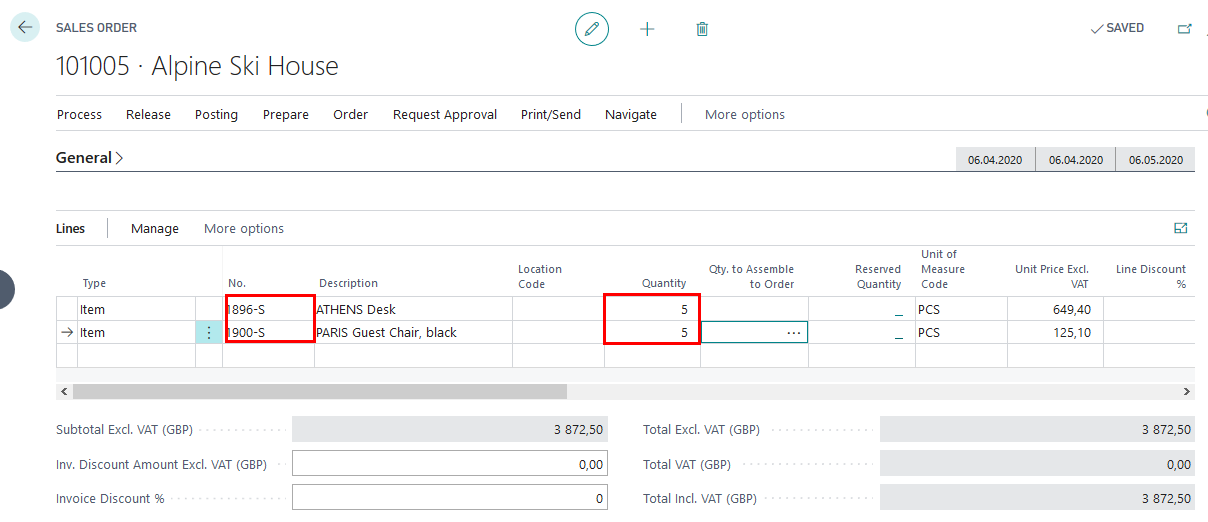 SALES ORDER
SAVED
101005 · Alpine Ski House
Process Release Posting Prepare Order Request Approval Print/Send Navigate More options
General 06.04.2020 06.04.2020 06.05.2020
Lines Manage More options
Type No. Description Location Code Quantity Qty. to Assemble to Order Reserved Quantity Unit of Measure Code Unit Price Excl. VAT Line Discount %
Item 1896-S ATHENS Desk 5 _ PCS 649,40
Item 1900-S PARIS Guest Chair, black 5 ... _ PCS 125,10
Subtotal Excl. VAT (GBP) 3 872,50 Total Excl. VAT (GBP) 3 872,50
Inv. Discount Amount Excl. VAT (GBP) 0,00 Total VAT (GBP) 0,00
Invoice Discount % 0 Total Incl. VAT (GBP) 3 872,50